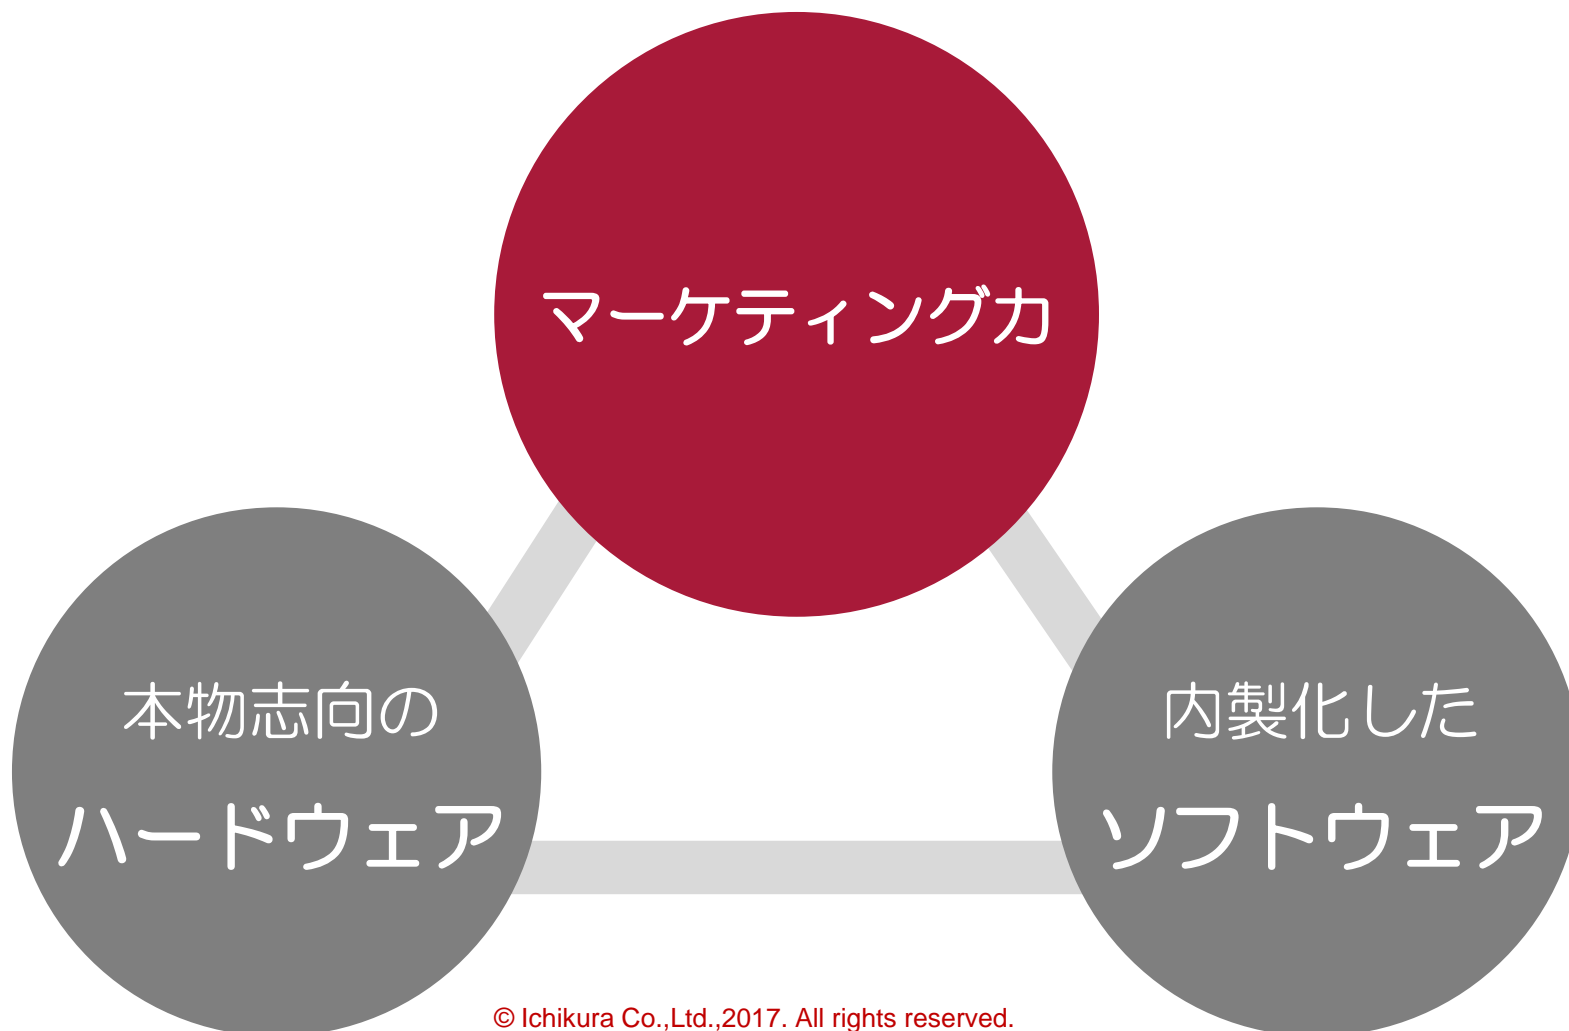 マーケティング力
本物志向の
ハードウェア
内製化した
ソフトウェア
© Ichikura Co.,Ltd.,2017. All rights reserved.